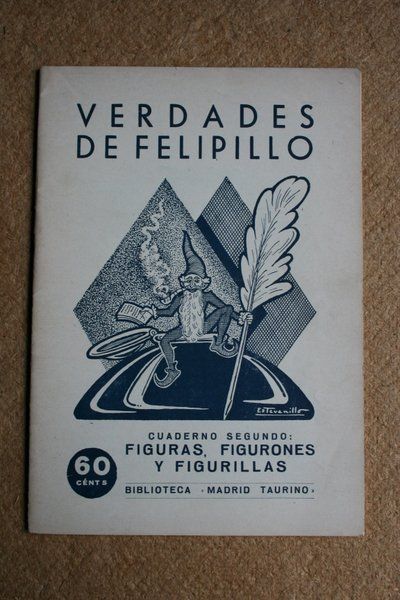 VERDADES
DE FELIPILLO
Estevanillo
CUADERNO SEGUNDO:
FIGURAS, FIGURONES
Y FIGURILLAS
60
CÉNTS
BIBLIOTECA «MADRID TAURINO»